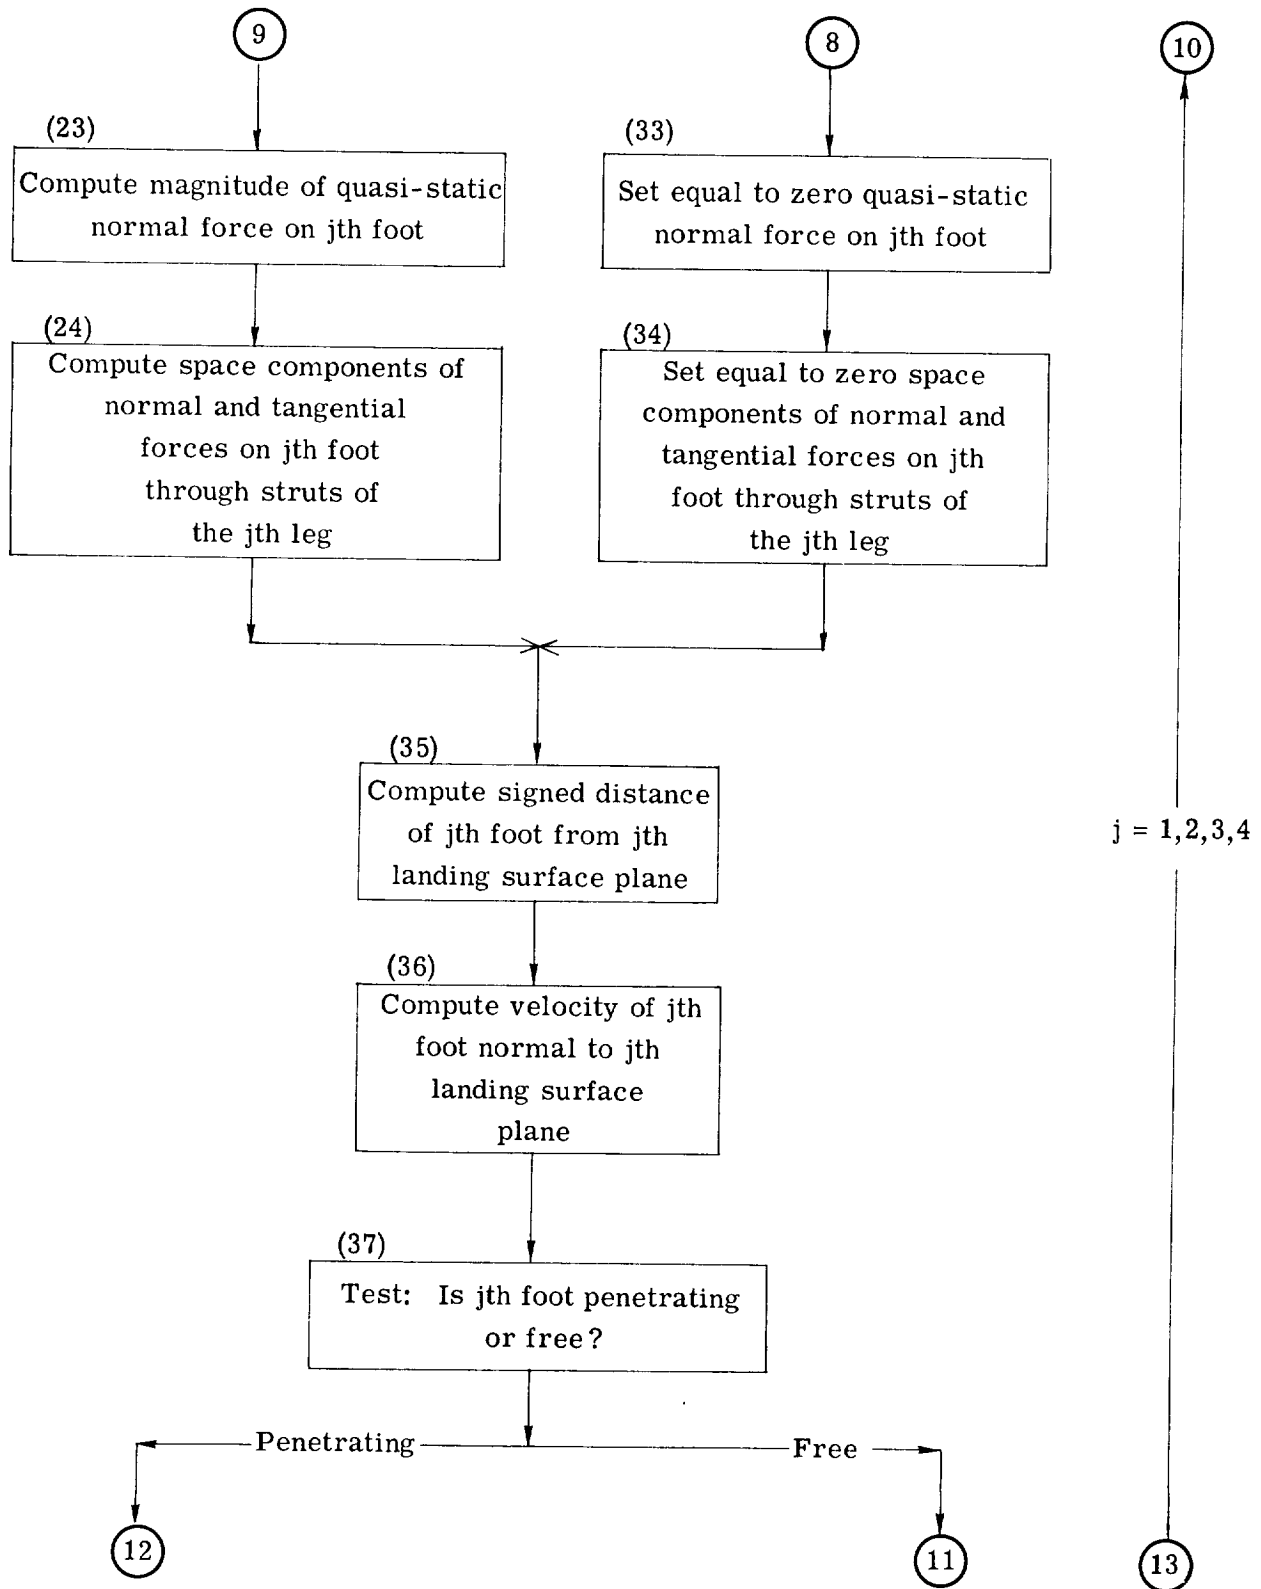 9
8
10
(23)
Compute magnitude of quasi-static
normal force on jth foot
(33)
Set equal to zero quasi-static
normal force on jth foot
(24)
Compute space components of
normal and tangential
forces on jth foot
through struts of
the jth leg
(34)
Set equal to zero space
components of normal and
tangential forces on jth
foot through struts of
the jth leg
(35)
Compute signed distance
of jth foot from jth
landing surface plane
j = 1,2,3,4
(36)
Compute velocity of jth
foot normal to jth
landing surface
plane
(37)
Test: Is jth foot penetrating
or free?
Penetrating
Free
12
11
13